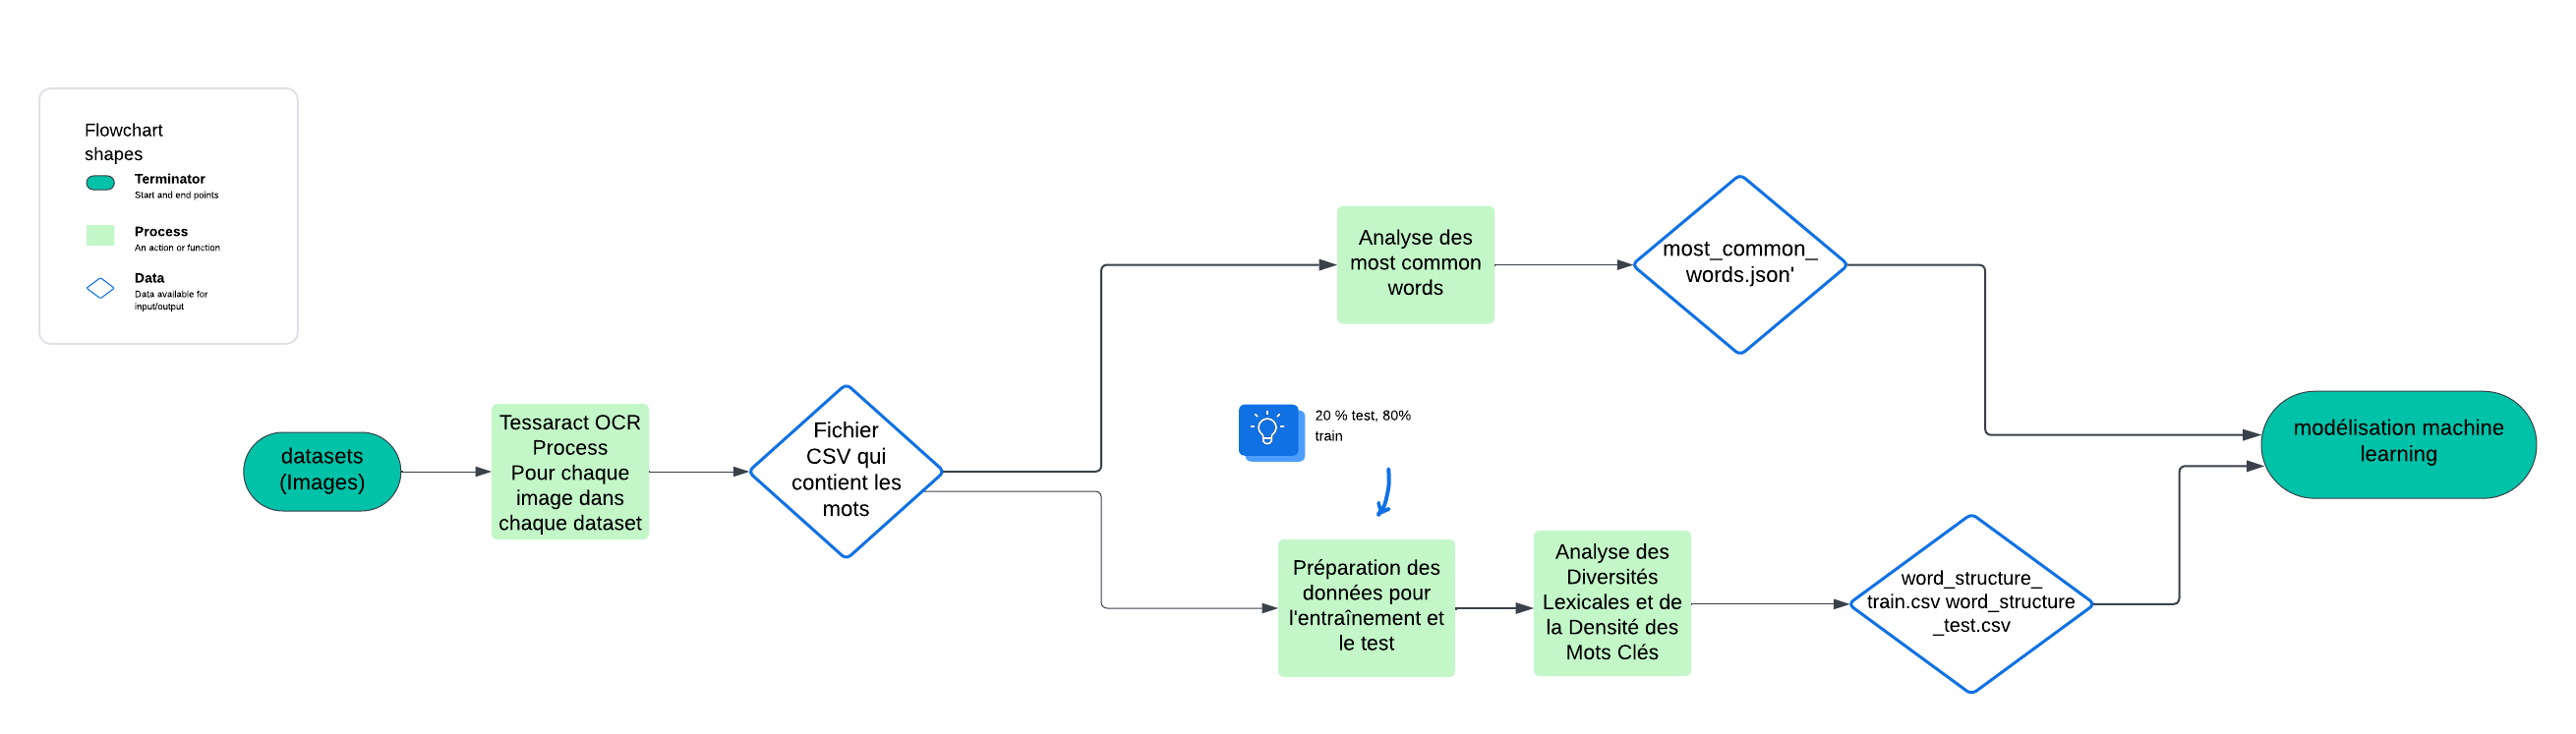 Flowchart
shapes
Terminator
Start and end points
Process
An action or function
Data
Data available for
input/output
datasets
(Images)
Tessaract OCR
Process
Pour chaque
image dans
chaque dataset
Fichier
CSV qui
contient les
mots
Analyse des
most common
words
most_common_
words.json'
20 % test, 80%
train
Préparation des
données pour
l'entraînement et
le test
Analyse des
Diversités
Lexicales et de
la Densité des
Mots Clés
word_structure_
train.csv word_structure
_test.csv
modélisation machine
learning